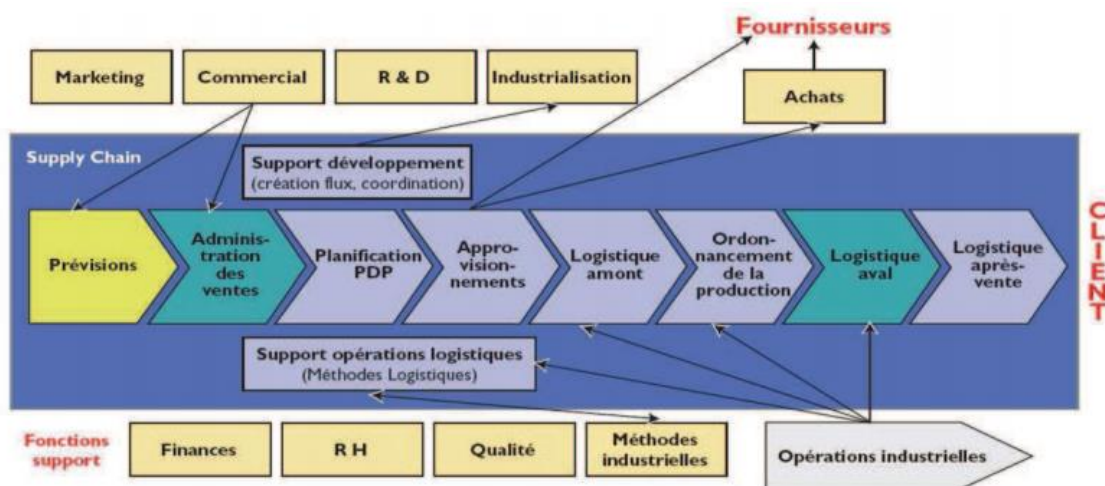 Fournisseurs
Marketing
Commercial
R & D
Industrialisation
Achats
Supply Chain
Support développement
(création flux, coordination)
Prévisions
Adminis-
tration
des
ventes
Planification
PDP
Appro-
vision-
nements
Logistique
amont
Ordon-
nancement
de la
production
Logistique
aval
Logistique
après-
vente
CLIENT
Support opérations logistiques
(Méthodes Logistiques)
Fonctions
support
Finances
R H
Qualité
Méthodes
industrielles
Opérations industrielles